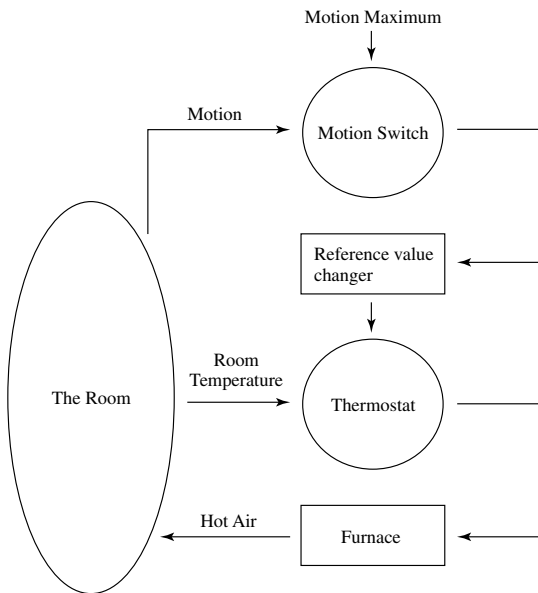 Motion Maximum
Motion
Motion Switch
Reference value
changer
Room
Temperature
The Room
Thermostat
Hot Air
Furnace